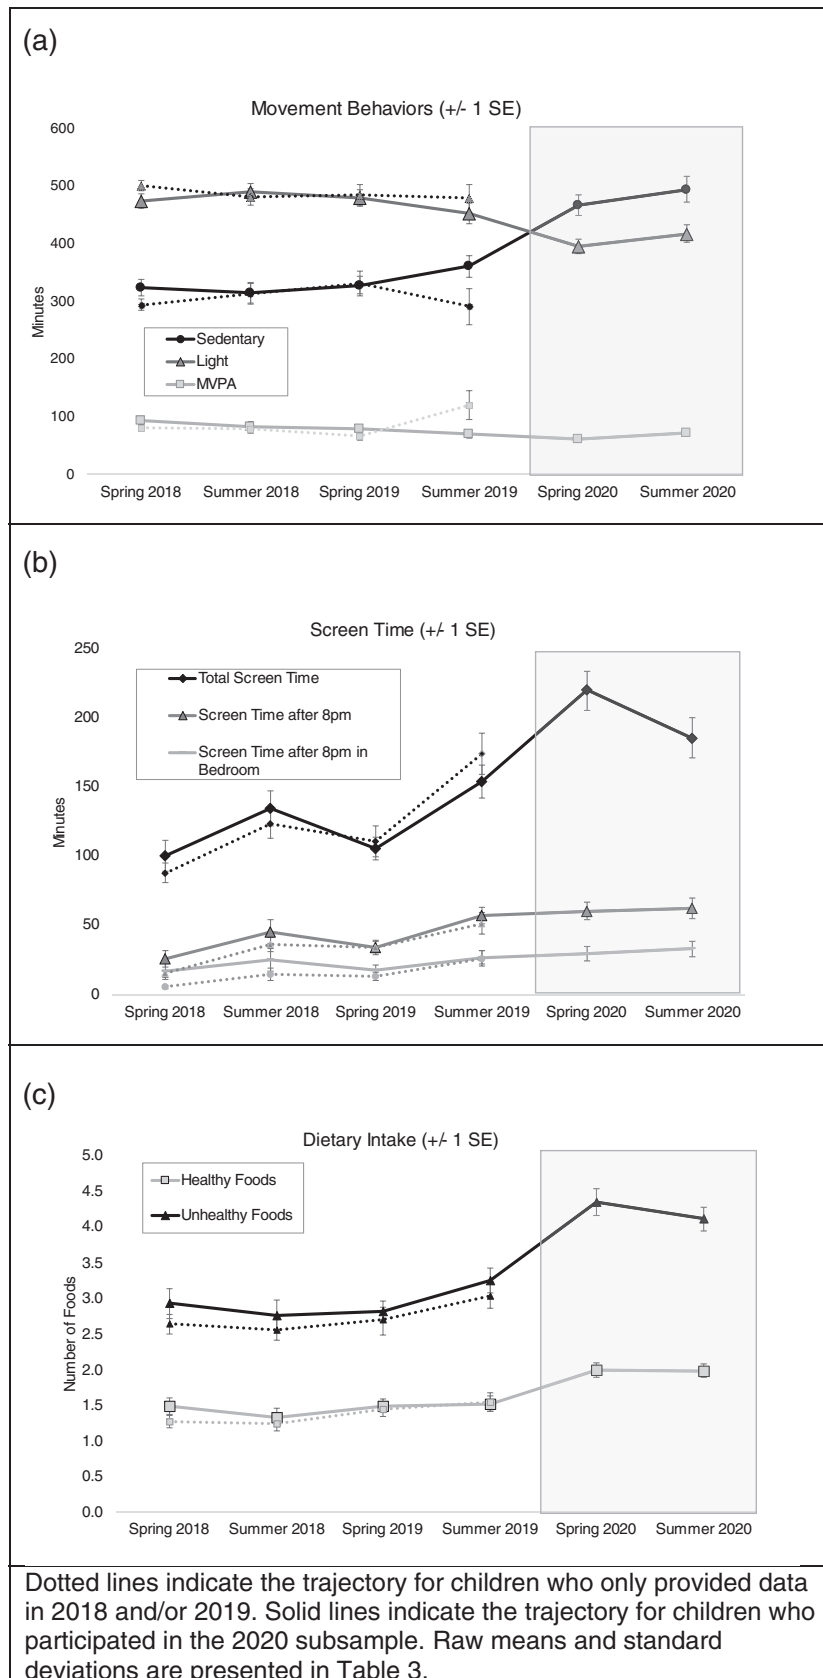 (a)
Movement Behaviors (+/- 1 SE)
600
500
400
300
200
100
0
Minutes
Sedentary
Light
MVPA
Spring 2018 Summer 2018 Spring 2019 Summer 2019 Spring 2020 Summer 2020
(b)
Screen Time (+/- 1 SE)
250
200
150
100
50
0
Minutes
Total Screen Time
Screen Time after 8pm
Screen Time after 8pm in
Bedroom
Spring 2018 Summer 2018 Spring 2019 Summer 2019 Spring 2020 Summer 2020
(c)
Dietary Intake (+/- 1 SE)
5.0
4.5
4.0
3.5
3.0
2.5
2.0
1.5
1.0
0.5
0.0
Number of Foods
Healthy Foods
Unhealthy Foods
Spring 2018 Summer 2018 Spring 2019 Summer 2019 Spring 2020 Summer 2020
Dotted lines indicate the trajectory for children who only provided data
in 2018 and/or 2019. Solid lines indicate the trajectory for children who
participated in the 2020 subsample. Raw means and standard
deviations are presented in Table 3.